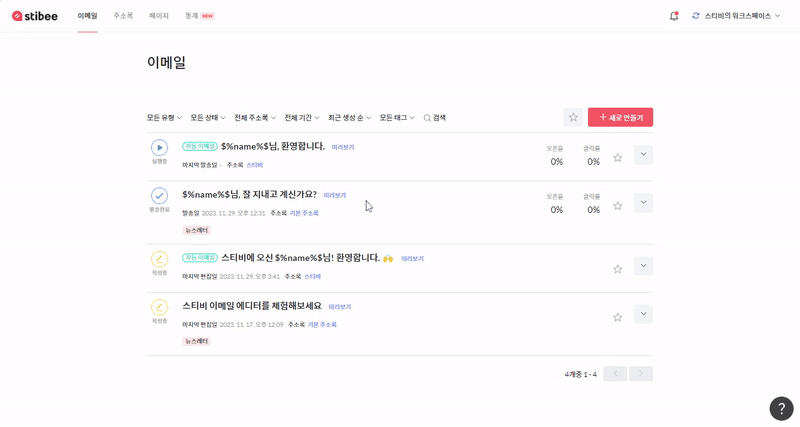 stibee 이메일 주소록 페이지 통계 NEW 스티비의 워크스페이스
이메일
모든 유형 모든 상태 전체 주소록 전체 기간 최근 생성 순 모든 태그 검색 + 새로 만들기
자동 이메일 $%name%$님, 환영합니다. 미리보기 오픈율 클릭률
실행중 0% 0%
마지막 발송일 - 주소록 스티비
$%name%$님, 잘 지내고 계신가요? 미리보기 오픈율 클릭률
발송완료 0% 0%
발송일 2023. 11. 29. 오후 12:31 주소록 기본 주소록
뉴스레터
자동 이메일 스티비에 오신 $%name%$님! 환영합니다. 🙌 미리보기
작성중
마지막 편집일 2023. 11. 29. 오후 3:41 주소록 스티비
스티비 이메일 에디터를 체험해보세요 미리보기
작성중
마지막 편집일 2023. 11. 17. 오후 12:09 주소록 기본 주소록
뉴스레터
4개중 1 - 4
?